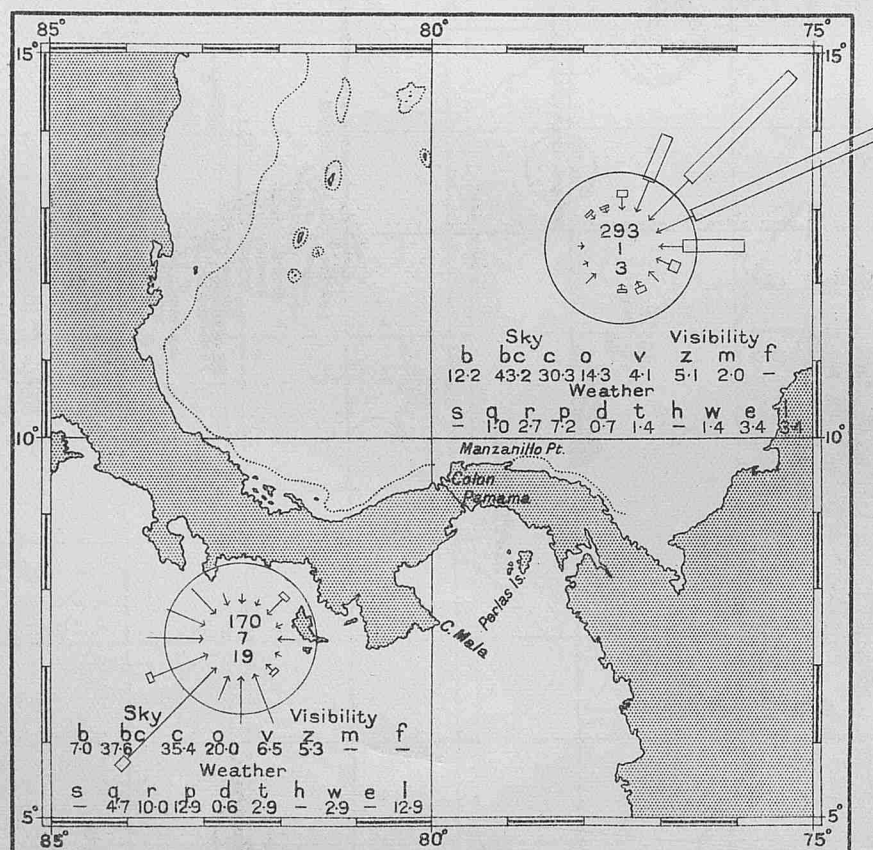 85° 80° 75°
15° 15°
293
1
3
Sky Visibility
b bc c o v z m f
12·2 43·2 30·3 14·3 4·1 5·1 2·0 —
Weather
s q r p d t h w e l
— 1·0 2·7 7·2 0·7 1·4 — 1·4 3·4 3·4
10° 10°
Manzanillo Pt.
Colon
Pamama
Perlas Is.
C. Mala
170
7
19
Sky Visibility
b bc c o v z m f
7·0 37·6 35·4 20·0 6·5 5·3 — —
Weather
s q r p d t h w e l
— 4·7 10·0 12·9 0·6 2·9 — 2·9 — 12·9
5° 5°
85° 80° 75°